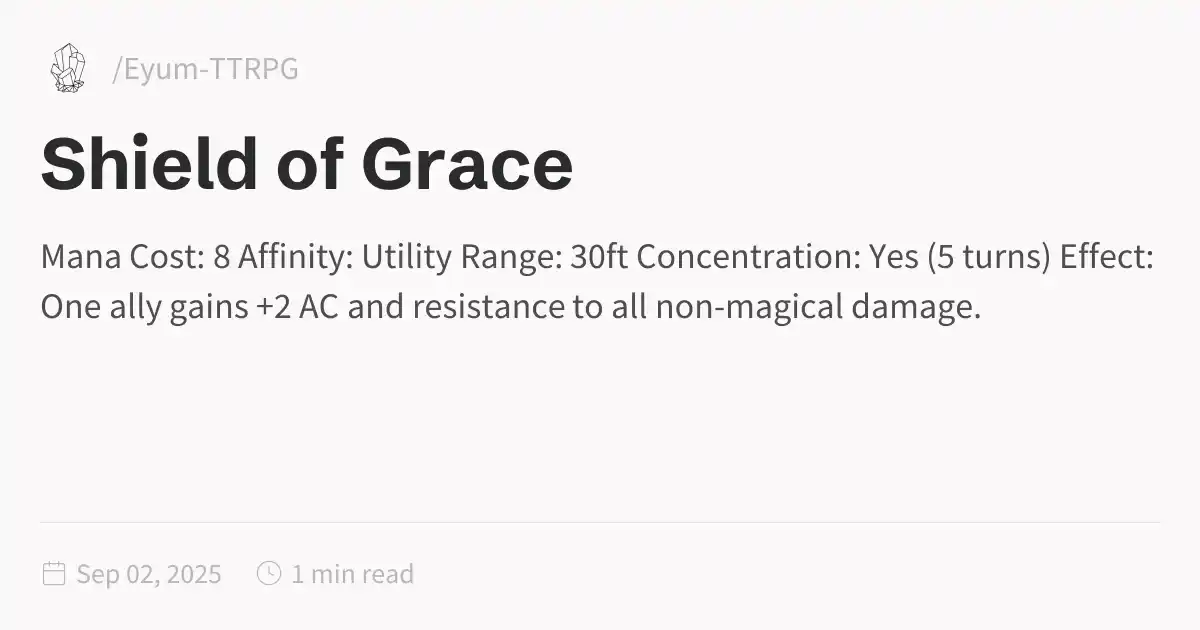 /Eyum-TTRPG
Shield of Grace
Mana Cost: 8 Affinity: Utility Range: 30ft Concentration: Yes (5 turns) Effect:
One ally gains +2 AC and resistance to all non-magical damage.
Sep 02, 2025 1 min read